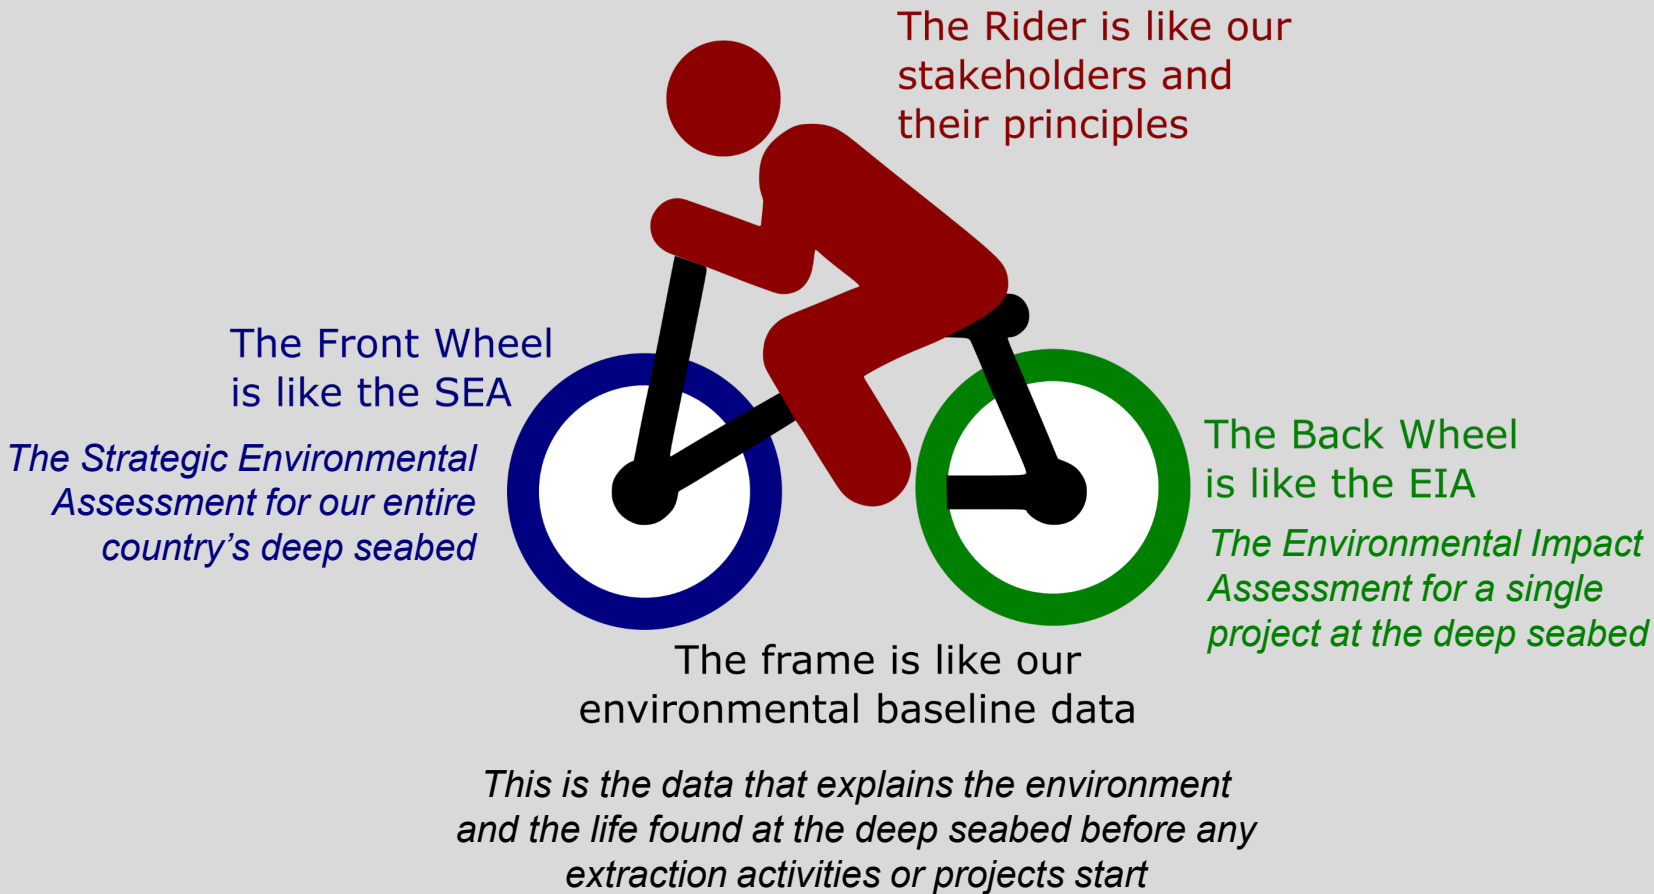 The Rider is like our
stakeholders and
their principles
The Front Wheel
is like the SEA
The Strategic Environmental
Assessment for our entire
country's deep seabed
The Back Wheel
is like the EIA
The Environmental Impact
Assessment for a single
project at the deep seabed
The frame is like our
environmental baseline data
This is the data that explains the environment
and the life found at the deep seabed before any
extraction activities or projects start